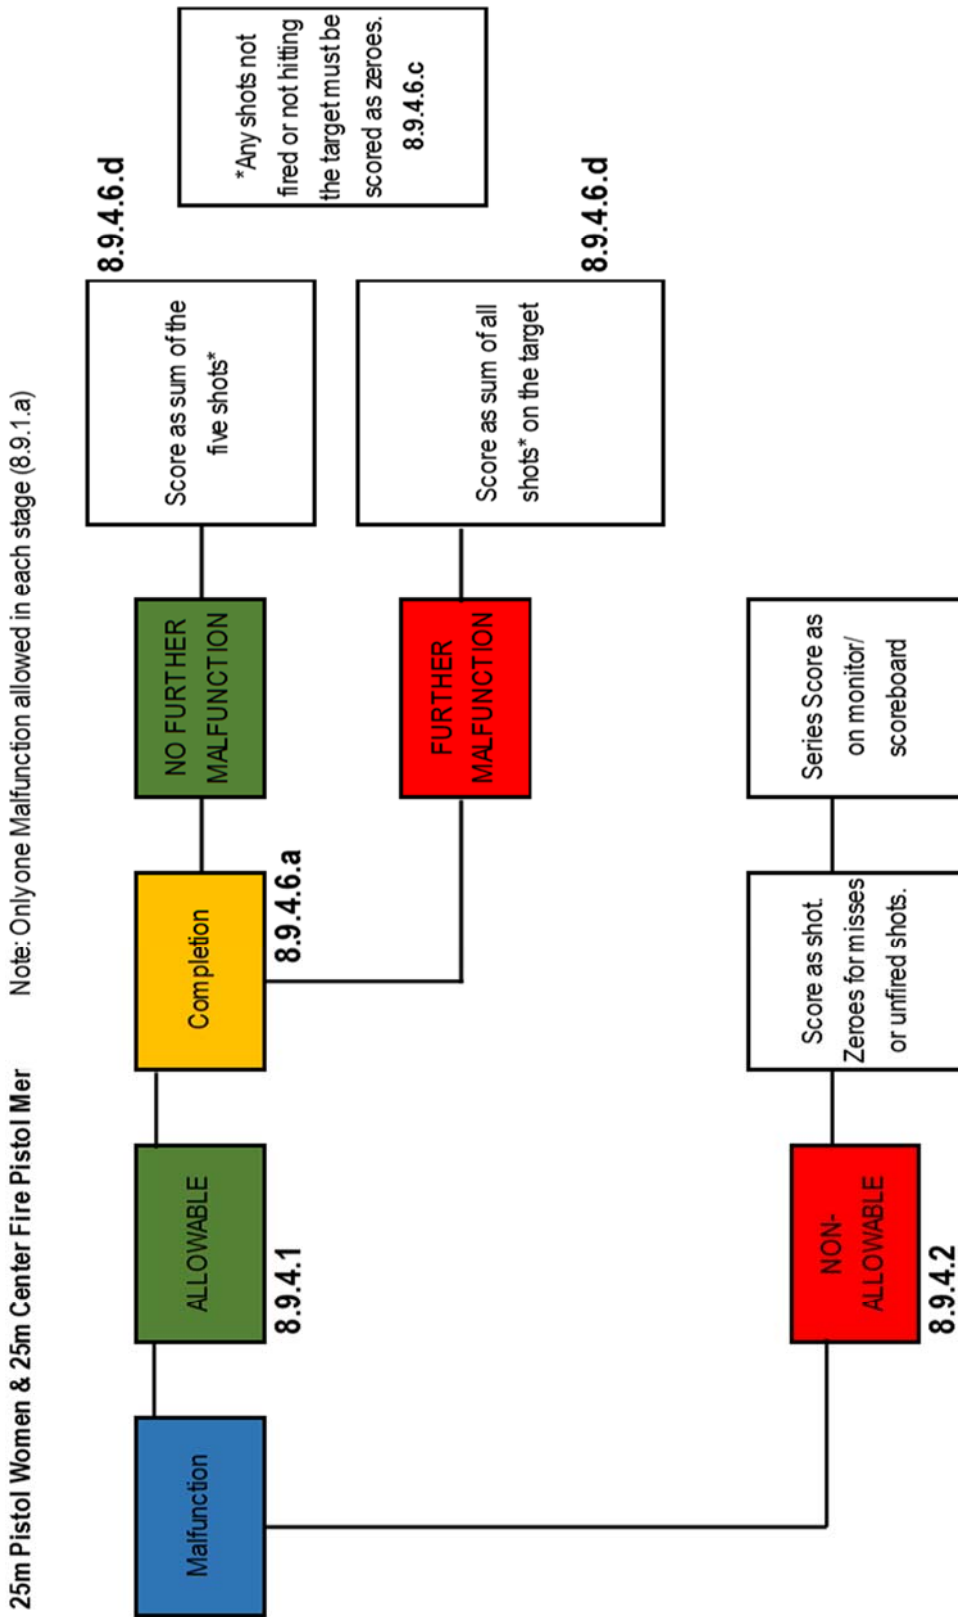 25m Pistol Women & 25m Center Fire Pistol Mer
Note: Only one Malfunction allowed in each stage (8.9.1.a)
Malfunction
ALLOWABLE
8.9.4.1
Completion
8.9.4.6.a
NO FURTHER
MALFUNCTION
Score as sum of the
five shots*
8.9.4.6.d
FURTHER
MALFUNCTION
Score as sum of all
shots* on the target
8.9.4.6.d
*Any shots not
fired or not hitting
the target must be
scored as zeroes.
8.9.4.6.c
NON-
ALLOWABLE
8.9.4.2
Score as shot.
Zeroes for misses
or unfired shots.
Series Score as
on monitor/
scoreboard